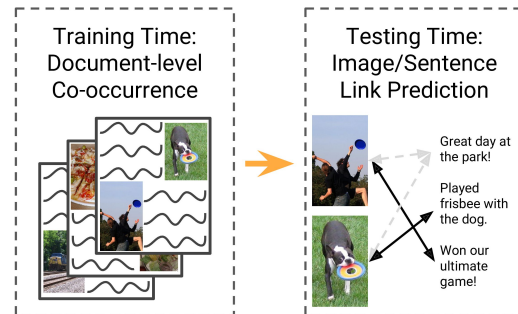 Training Time:
Document-level
Co-occurrence
Testing Time:
Image/Sentence
Link Prediction
Great day at
the park!
Played
frisbee with
the dog.
Won our
ultimate
game!